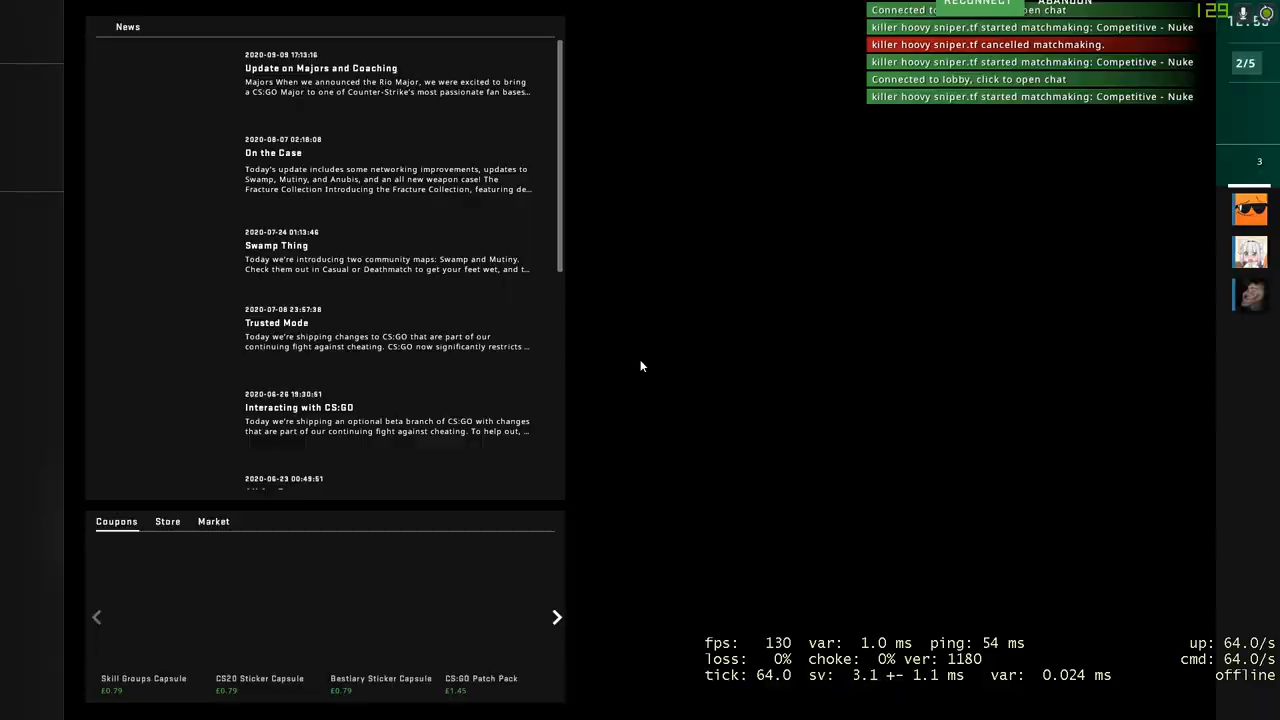 News
2020-09-09 17:13:16
Update on Majors and Coaching
Majors When we announced the Rio Major, we were excited to bring
a CS:GO Major to one of Counter-Strike's most passionate fan bases...
2020-08-07 02:18:08
On the Case
Today's update includes some networking improvements, updates to
Swamp, Mutiny, and Anubis, and an all new weapon case! The
Fracture Collection Introducing the Fracture Collection, featuring de...
2020-07-24 01:13:46
Swamp Thing
Today we're introducing two community maps: Swamp and Mutiny.
Check them out in Casual or Deathmatch to get your feet wet, and t...
2020-07-08 23:57:38
Trusted Mode
Today we're shipping changes to CS:GO that are part of our
continuing fight against cheating. CS:GO now significantly restricts ...
2020-06-26 19:30:51
Interacting with CS:GO
Today we're shipping an optional beta branch of CS:GO with changes
that are part of our continuing fight against cheating. To help out, ...
2020-06-23 00:49:51
Coupons Store Market
Skill Groups Capsule CS20 Sticker Capsule Bestiary Sticker Capsule CS:GO Patch Pack
£0.79 £0.79 £0.79 £1.45
RECONNECT ABANDON
Connected to open chat
killer hoovy sniper.tf started matchmaking: Competitive - Nuke
killer hoovy sniper.tf cancelled matchmaking.
killer hoovy sniper.tf started matchmaking: Competitive - Nuke
Connected to lobby, click to open chat
killer hoovy sniper.tf started matchmaking: Competitive - Nuke
129
2/5
3
fps: 130 var: 1.0 ms ping: 54 ms up: 64.0/s
loss: 0% choke: 0% ver: 1180 cmd: 64.0/s
tick: 64.0 sv: 3.1 +- 1.1 ms var: 0.024 ms offline